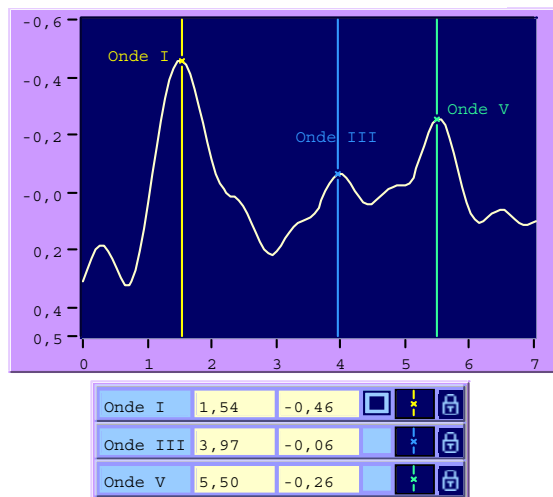 -0,6
Onde I
-0,4
Onde V
-0,2
Onde III
-0,0
0,2
0,4
0,5
0 1 2 3 4 5 6 7
Onde I 1,54 -0,46
Onde III 3,97 -0,06
Onde V 5,50 -0,26